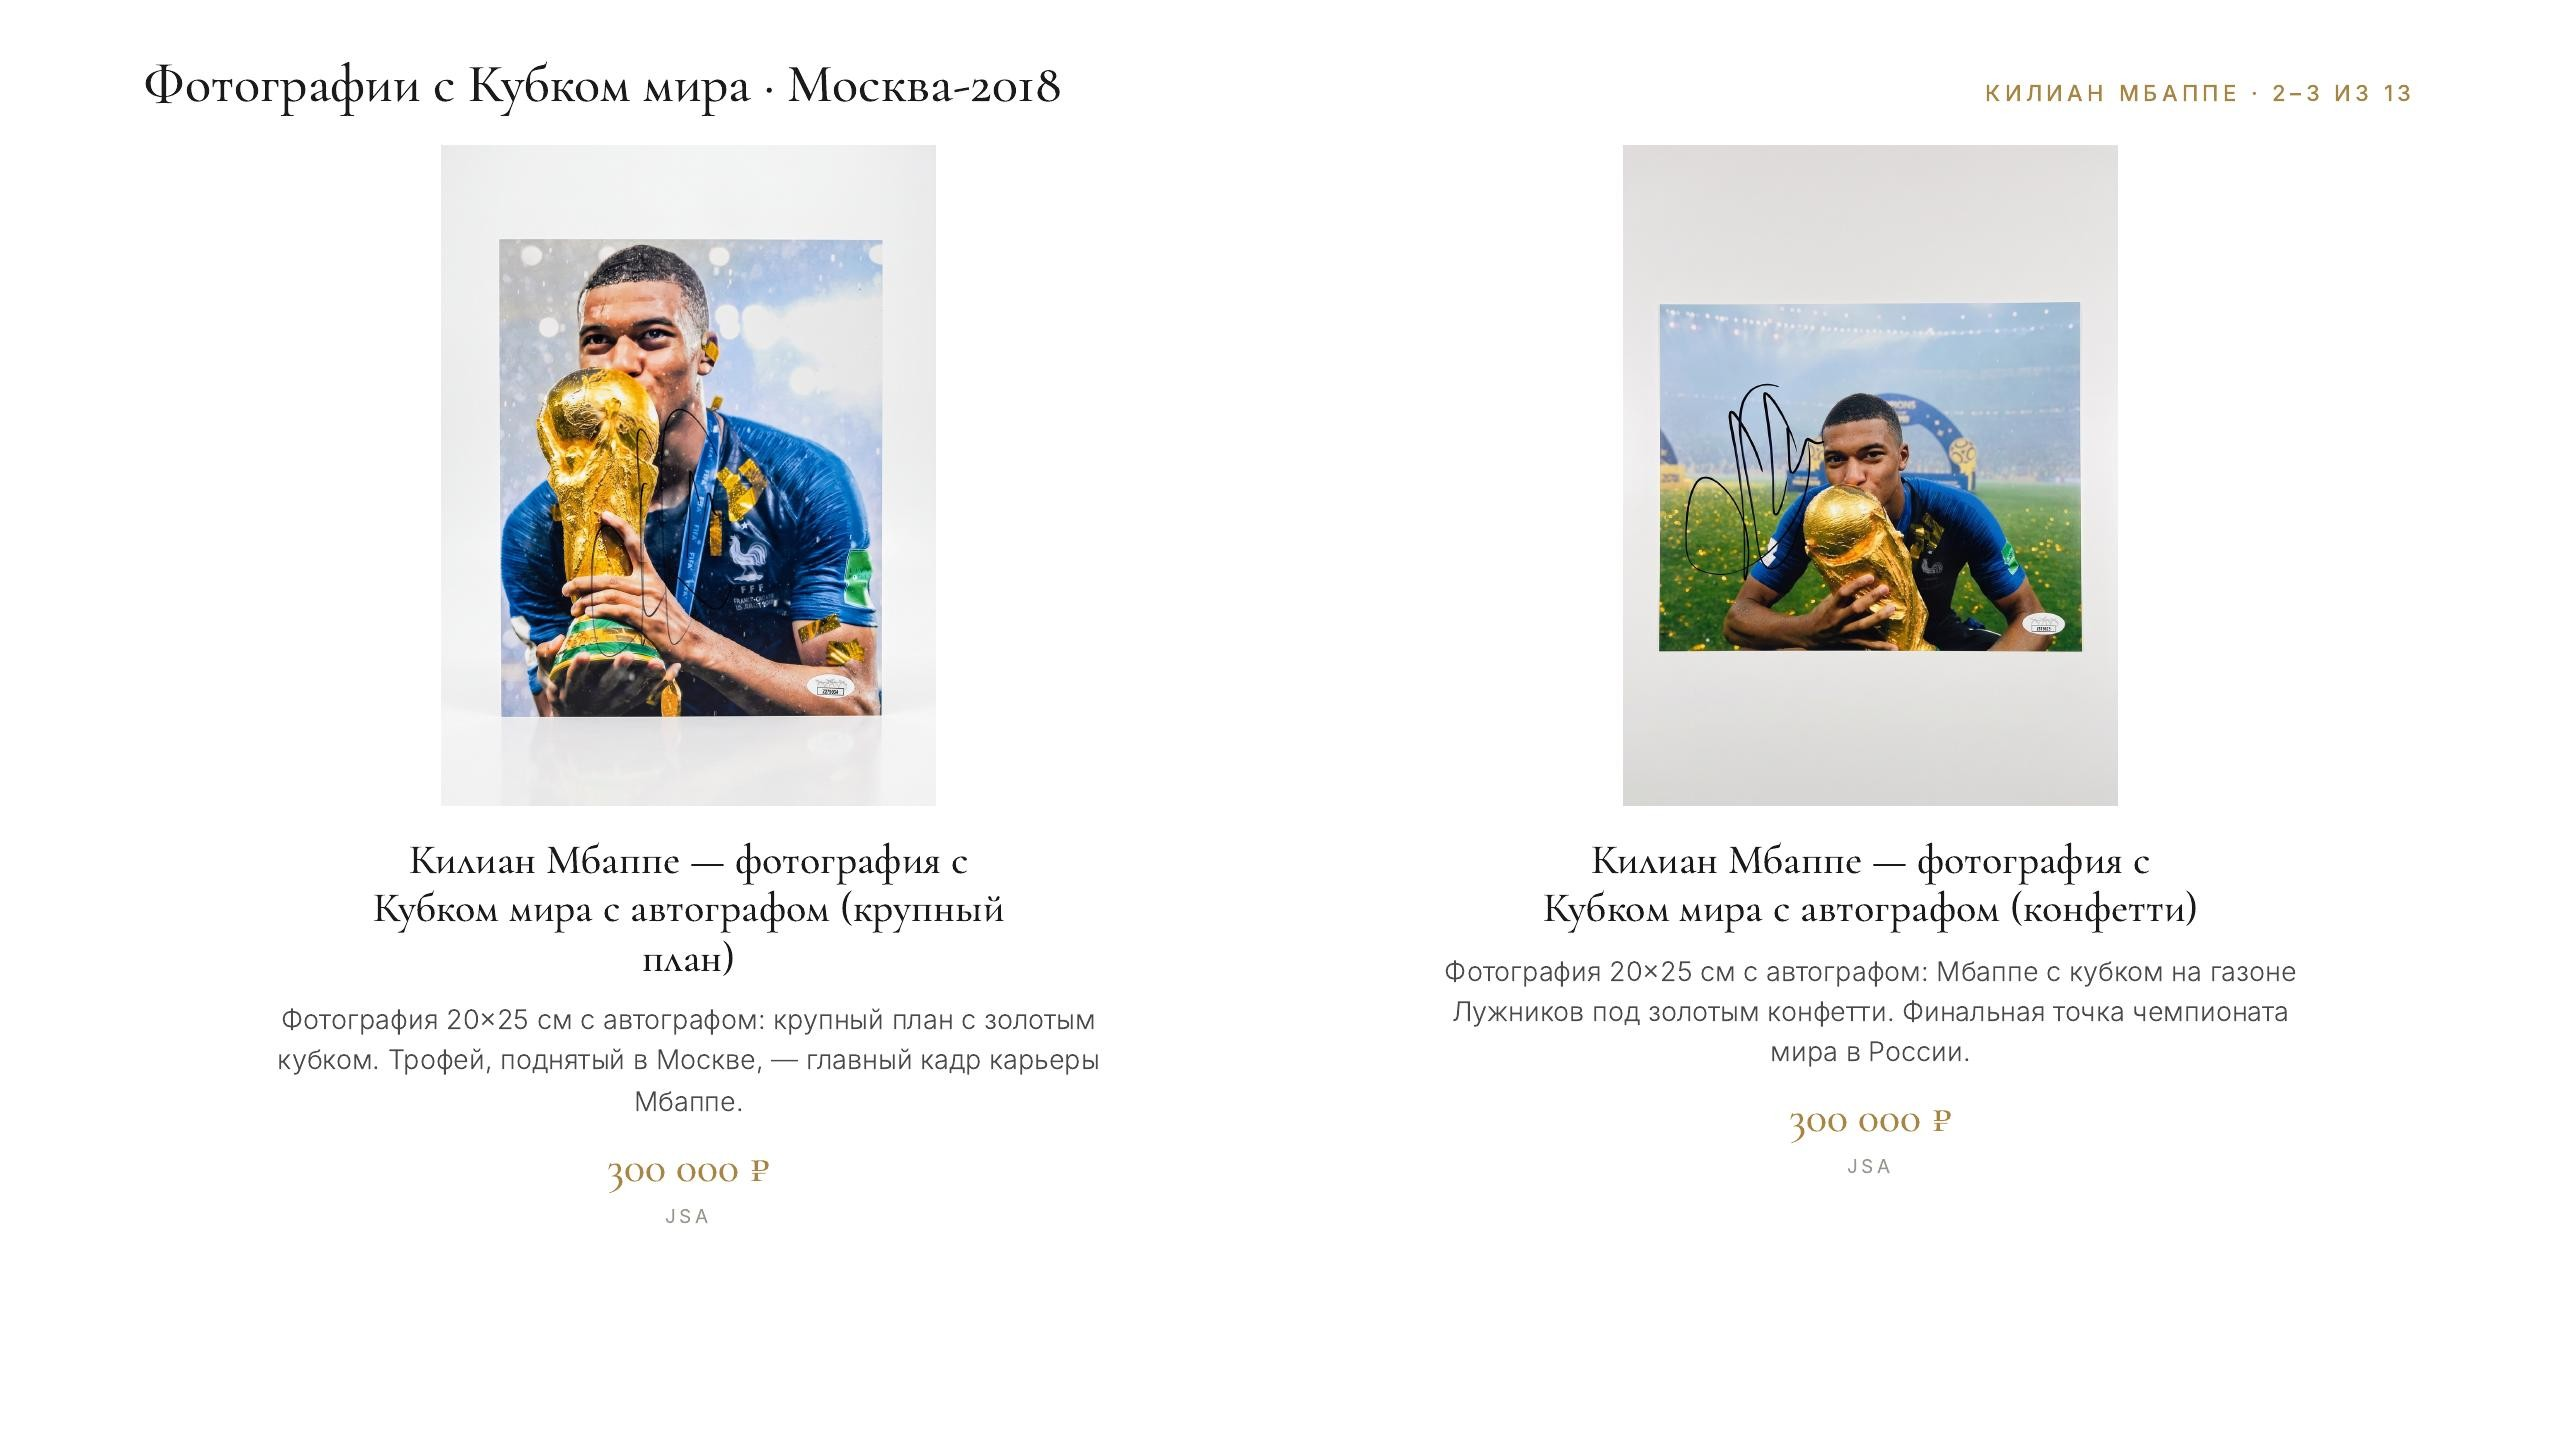 Фотографии с Кубком мира · Москва-2018
КИЛИАН МБАППЕ · 2–3 ИЗ 13
FIFA
FFF
Килиан Мбаппе — фотография с
Кубком мира с автографом (крупный
план)
Фотография 20×25 см с автографом: крупный план с золотым
кубком. Трофей, поднятый в Москве, — главный кадр карьеры
Мбаппе.
300 000 ₽
JSA
Килиан Мбаппе — фотография с
Кубком мира с автографом (конфетти)
Фотография 20×25 см с автографом: Мбаппе с кубком на газоне
Лужников под золотым конфетти. Финальная точка чемпионата
мира в России.
300 000 ₽
JSA